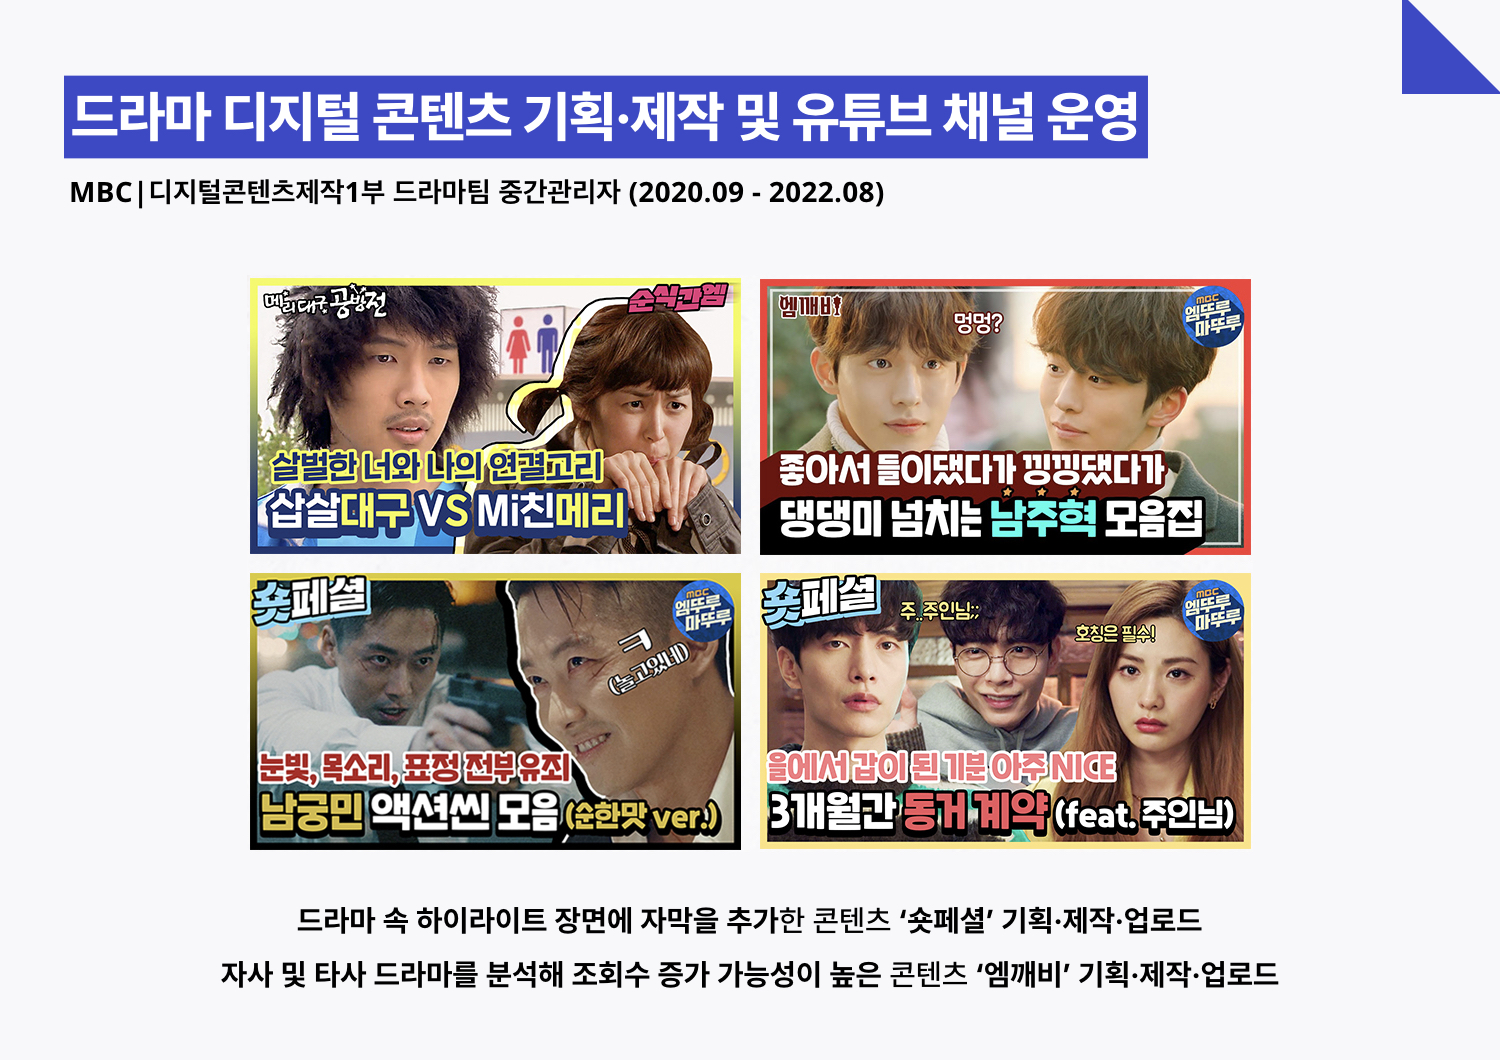 드라마 디지털 콘텐츠 기획·제작 및 유튜브 채널 운영
MBC|디지털콘텐츠제작1부 드라마팀 중간관리자 (2020.09 - 2022.08)
메리대구 공방전
순식간엠
살벌한 너와 나의 연결고리
삽살대구 VS Mi친메리
엠깨비
멍멍?
mbc
엠뚜루
마뚜루
좋아서 들이댔다가 낑낑댔다가
댕댕미 넘치는 남주혁 모음집
숏페셜
mbc
엠뚜루
마뚜루
ㅋ
(놀고있네)
눈빛, 목소리, 표정 전부 유죄
남궁민 액션씬 모음 (순한맛 ver.)
숏페셜
주..주인님;;
호칭은 필수!
mbc
엠뚜루
마뚜루
을에서 갑이 된 기분 아주 NICE
3개월간 동거 계약 (feat. 주인님)
드라마 속 하이라이트 장면에 자막을 추가한 콘텐츠 ‘숏페셜’ 기획·제작·업로드
자사 및 타사 드라마를 분석해 조회수 증가 가능성이 높은 콘텐츠 ‘엠깨비’ 기획·제작·업로드